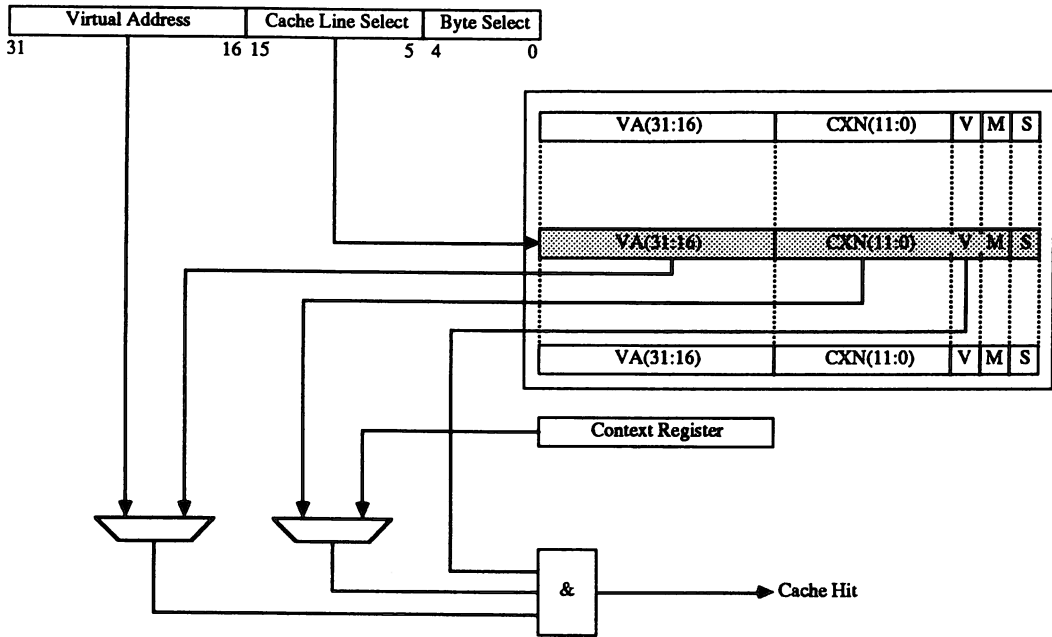 Virtual Address Cache Line Select Byte Select
31 16 15 5 4 0
VA(31:16) CXN(11:0) V M S
VA(31:16) CXN(11:0) V M S
VA(31:16) CXN(11:0) V M S
Context Register
&
Cache Hit